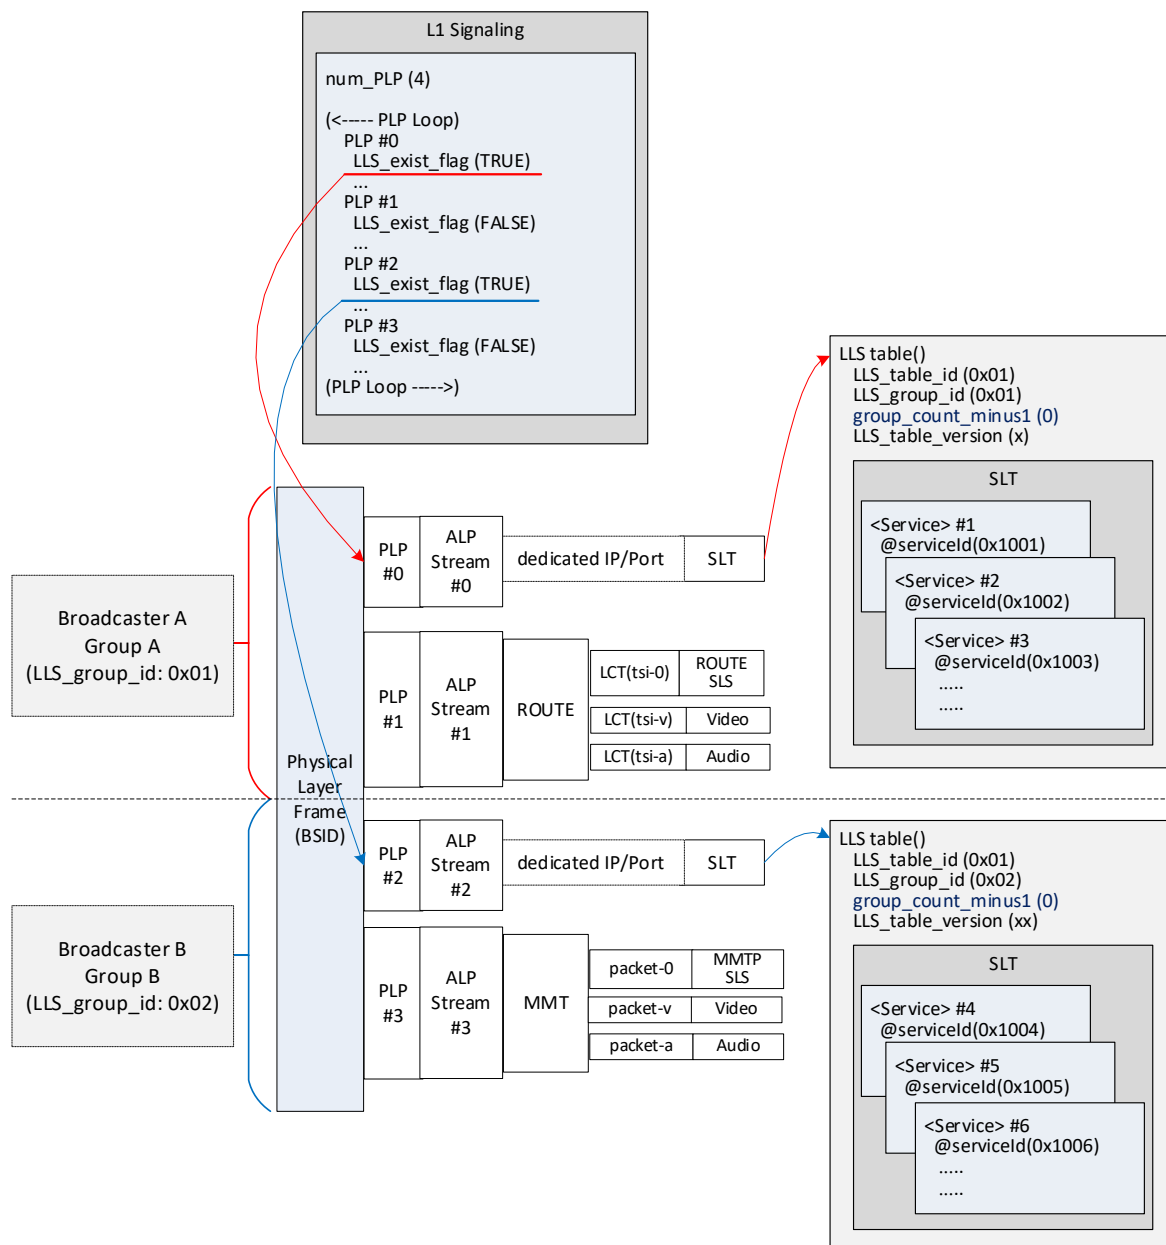 L1 Signaling
num_PLP (4)
(<----- PLP Loop)
PLP #0
LLS_exist_flag (TRUE)
...
PLP #1
LLS_exist_flag (FALSE)
...
PLP #2
LLS_exist_flag (TRUE)
...
PLP #3
LLS_exist_flag (FALSE)
...
(PLP Loop ----->)
LLS table()
LLS_table_id (0x01)
LLS_group_id (0x01)
group_count_minus1 (0)
LLS_table_version (x)
SLT
<Service> #1
@serviceId(0x1001)
<Service> #2
@serviceId(0x1002)
<Service> #3
@serviceId(0x1003)
.....
.....
Broadcaster A
Group A
(LLS_group_id: 0x01)
Physical
Layer
Frame
(BSID)
PLP
#0
ALP
Stream
#0
dedicated IP/Port
SLT
PLP
#1
ALP
Stream
#1
ROUTE
LCT(tsi-0)
ROUTE
SLS
LCT(tsi-v)
Video
LCT(tsi-a)
Audio
Broadcaster B
Group B
(LLS_group_id: 0x02)
PLP
#2
ALP
Stream
#2
dedicated IP/Port
SLT
PLP
#3
ALP
Stream
#3
MMT
packet-0
MMTP
SLS
packet-v
Video
packet-a
Audio
LLS table()
LLS_table_id (0x01)
LLS_group_id (0x02)
group_count_minus1 (0)
LLS_table_version (xx)
SLT
<Service> #4
@serviceId(0x1004)
<Service> #5
@serviceId(0x1005)
<Service> #6
@serviceId(0x1006)
.....
.....